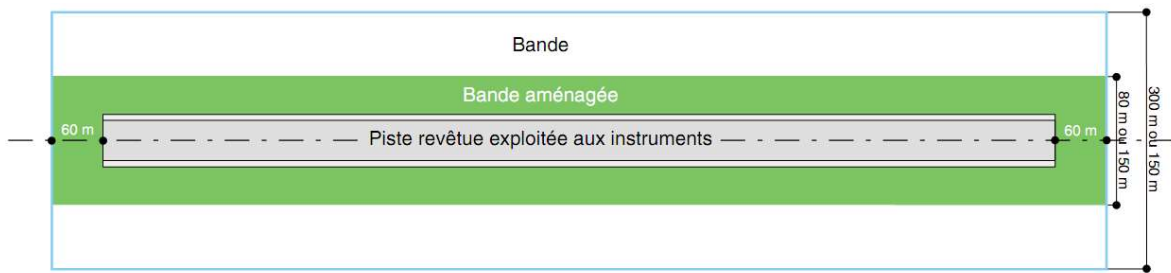 Bande
Bande aménagée
60 m
Piste revêtue exploitée aux instruments
60 m
80 m ou 150 m
300 m ou 150 m